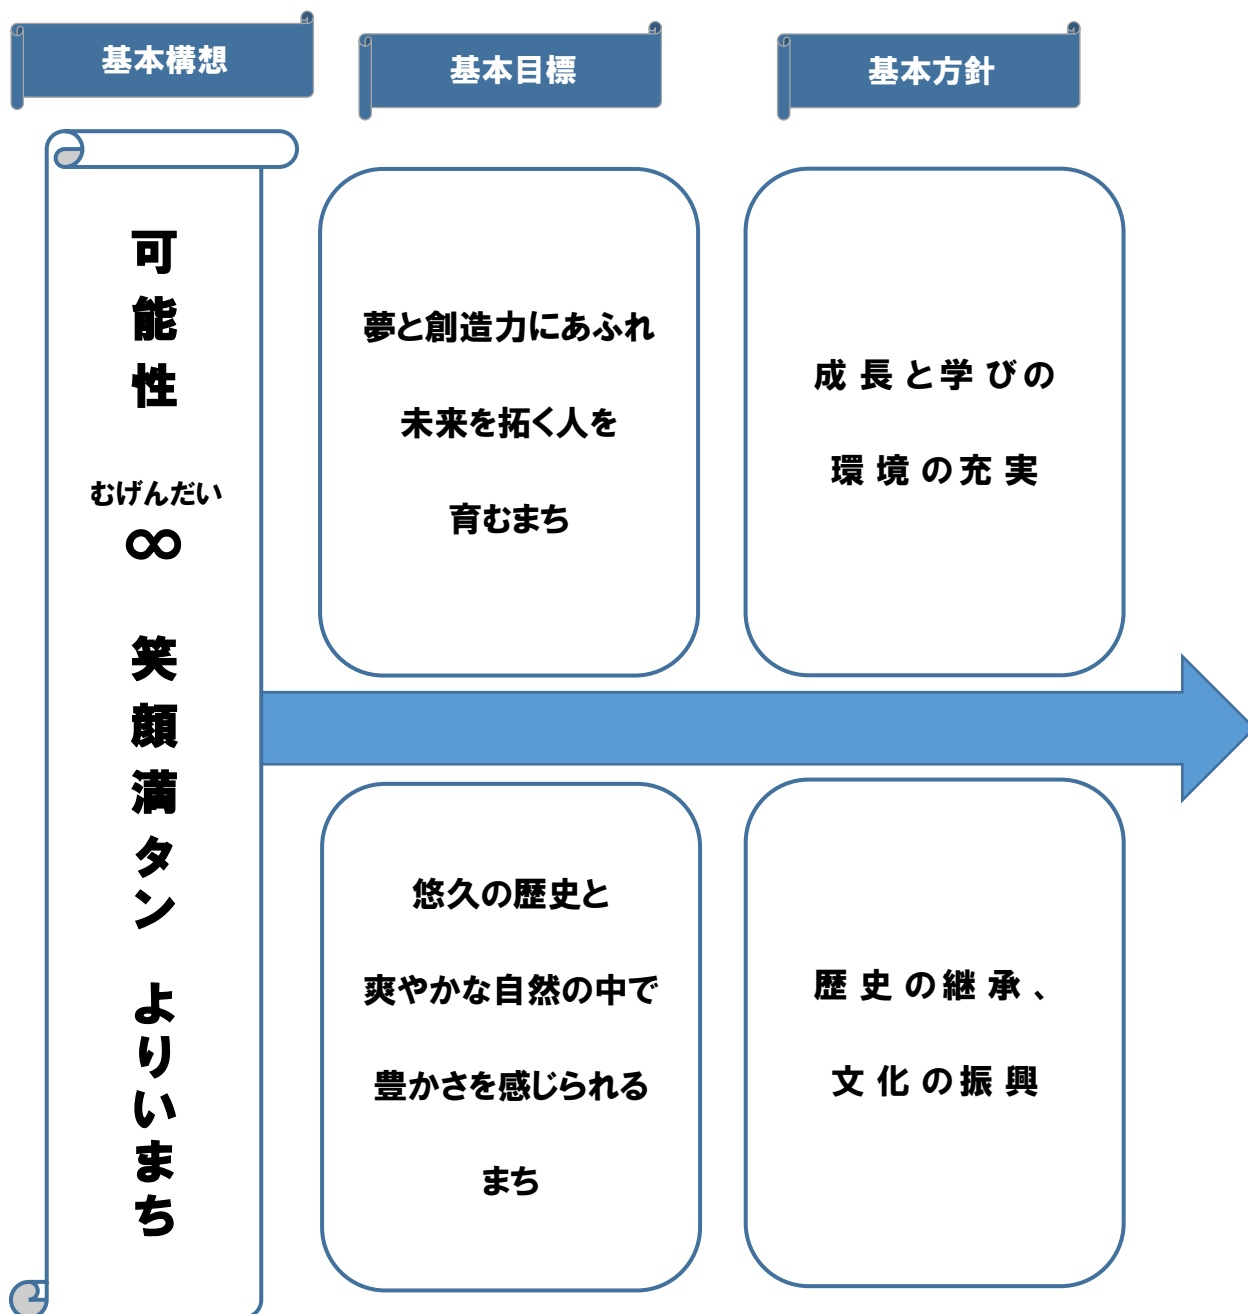 基本構想
基本目標
基本方針
可能性
むげんだい
∞
笑顔満タン
よりいまち
夢と創造力にあふれ
未来を拓く人を
育むまち
成長と学びの
環境の充実
悠久の歴史と
爽やかな自然の中で
豊かさを感じられる
まち
歴史の継承、
文化の振興